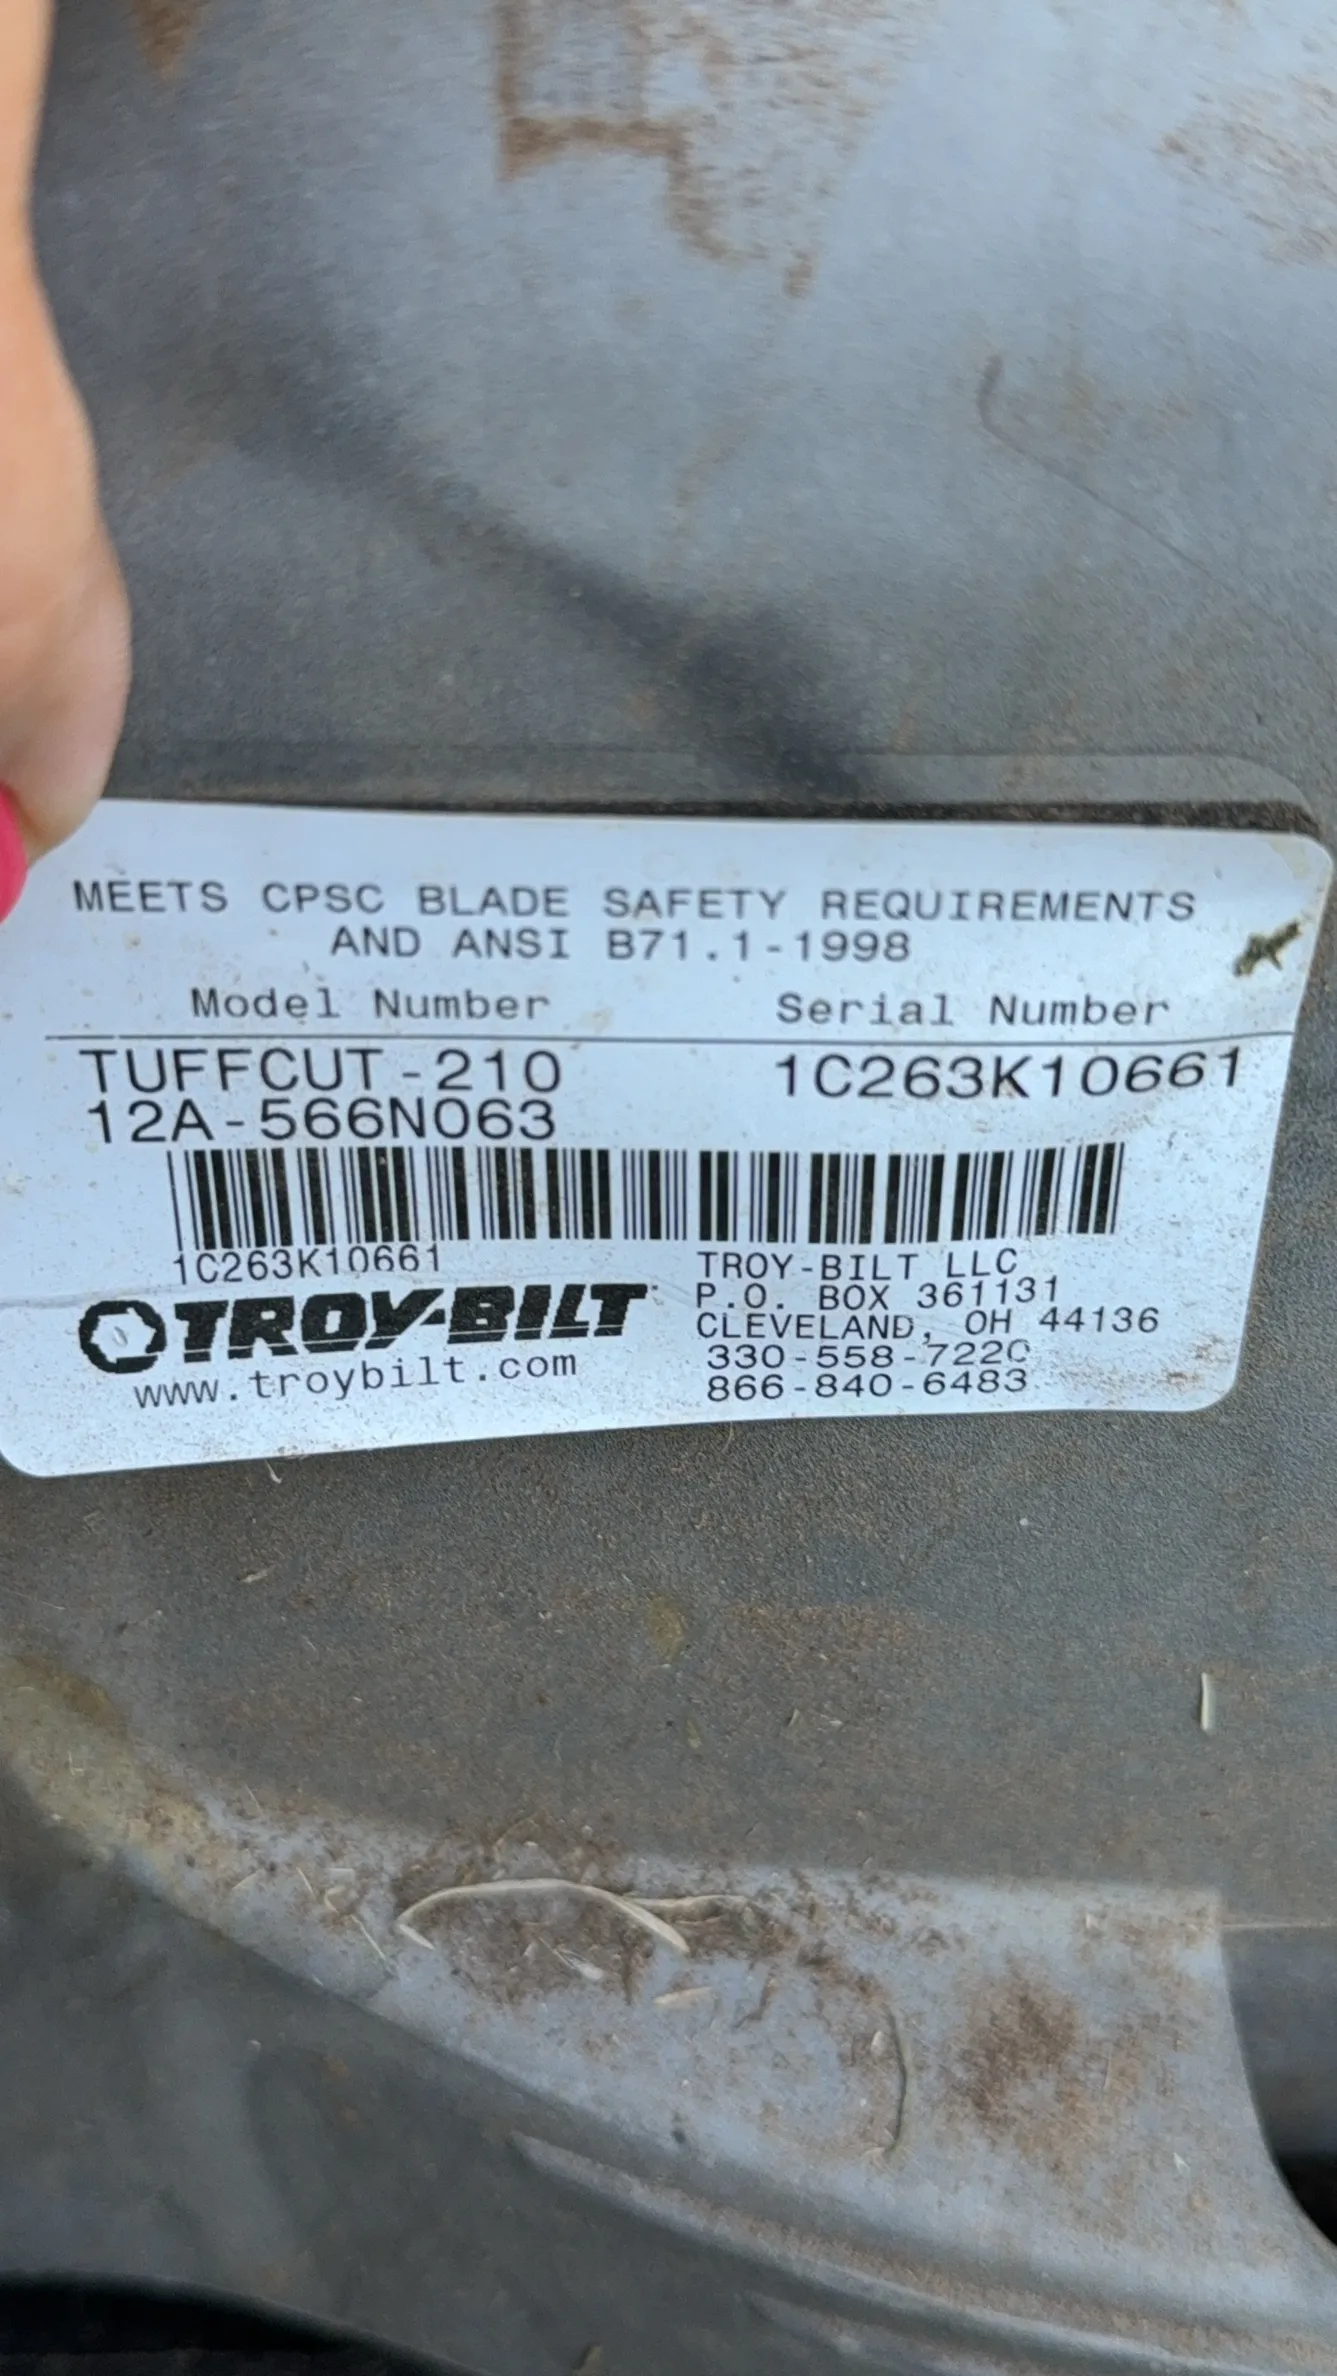 MEETS CPSC BLADE SAFETY REQUIREMENTS
AND ANSI B71.1-1998
Model Number Serial Number
TUFFCUT-210 1C263K10661
12A-566N063
1C263K10661
TROY-BILT
www.troybilt.com
TROY-BILT LLC
P.O. BOX 361131
CLEVELAND, OH 44136
330-558-7220
866-840-6483